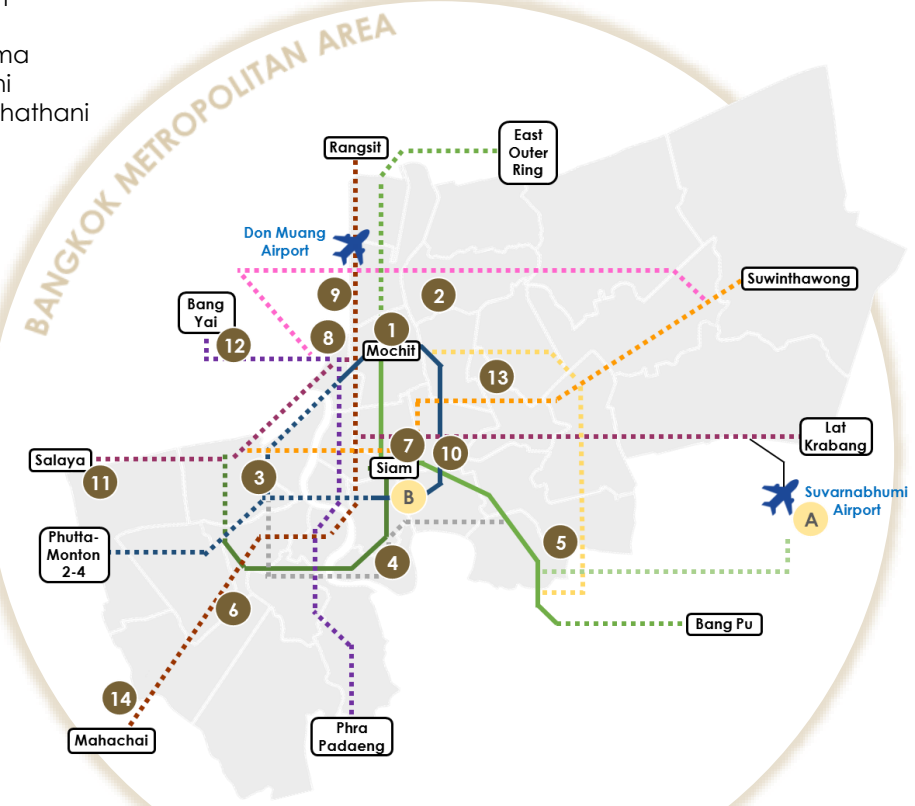 ma
hathani
BANGKOK METROPOLITAN AREA
Rangsit
East
Outer
Ring
Don Muang
Airport
Suwinthawong
Bang
Yai
9
2
12
8
1
Mochit
13
Lat
Krabang
Salaya
7
10
Siam
11
3
B
Suvarnabhumi
Airport
A
Phutta-
Monton
2-4
5
4
6
Bang Pu
14
Mahachai
Phra
Padaeng